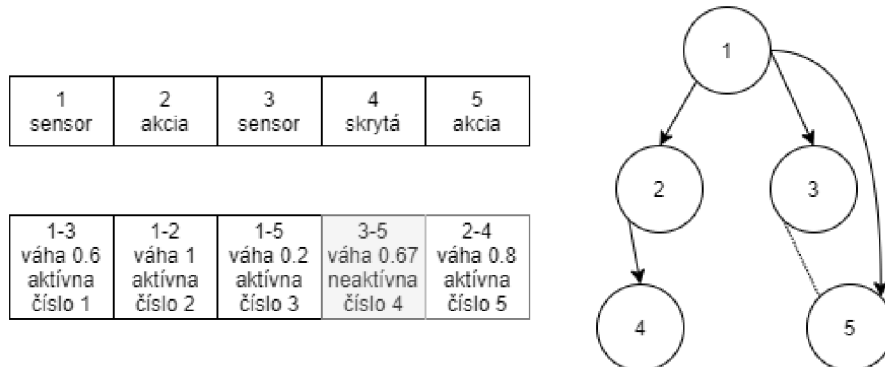 1
sensor
2
akcia
3
sensor
4
skrytá
5
akcia
1-3
váha 0.6
aktívna
číslo 1
1-2
váha 1
aktívna
číslo 2
1-5
váha 0.2
aktívna
číslo 3
3-5
váha 0.67
neaktívna
číslo 4
2-4
váha 0.8
aktívna
číslo 5
1
2
3
4
5